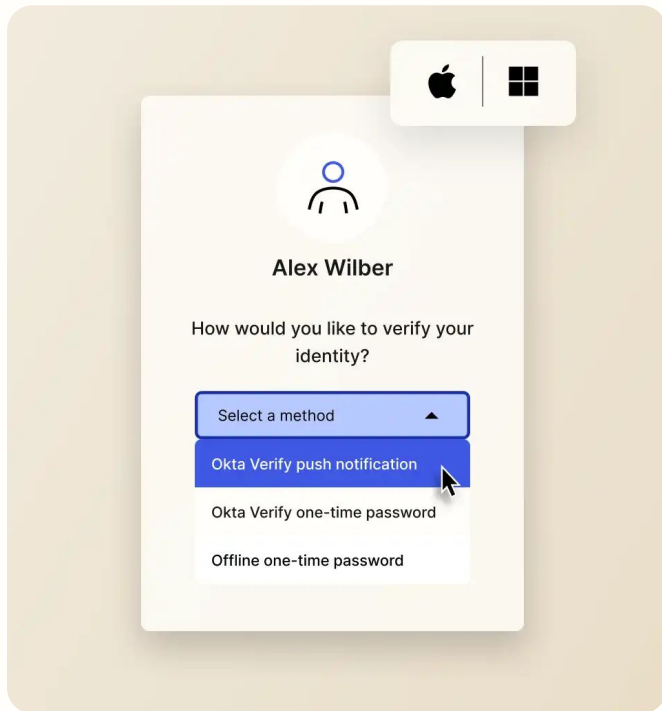 Alex Wilber
How would you like to verify your
identity?
Select a method
Okta Verify push notification
Okta Verify one-time password
Offline one-time password